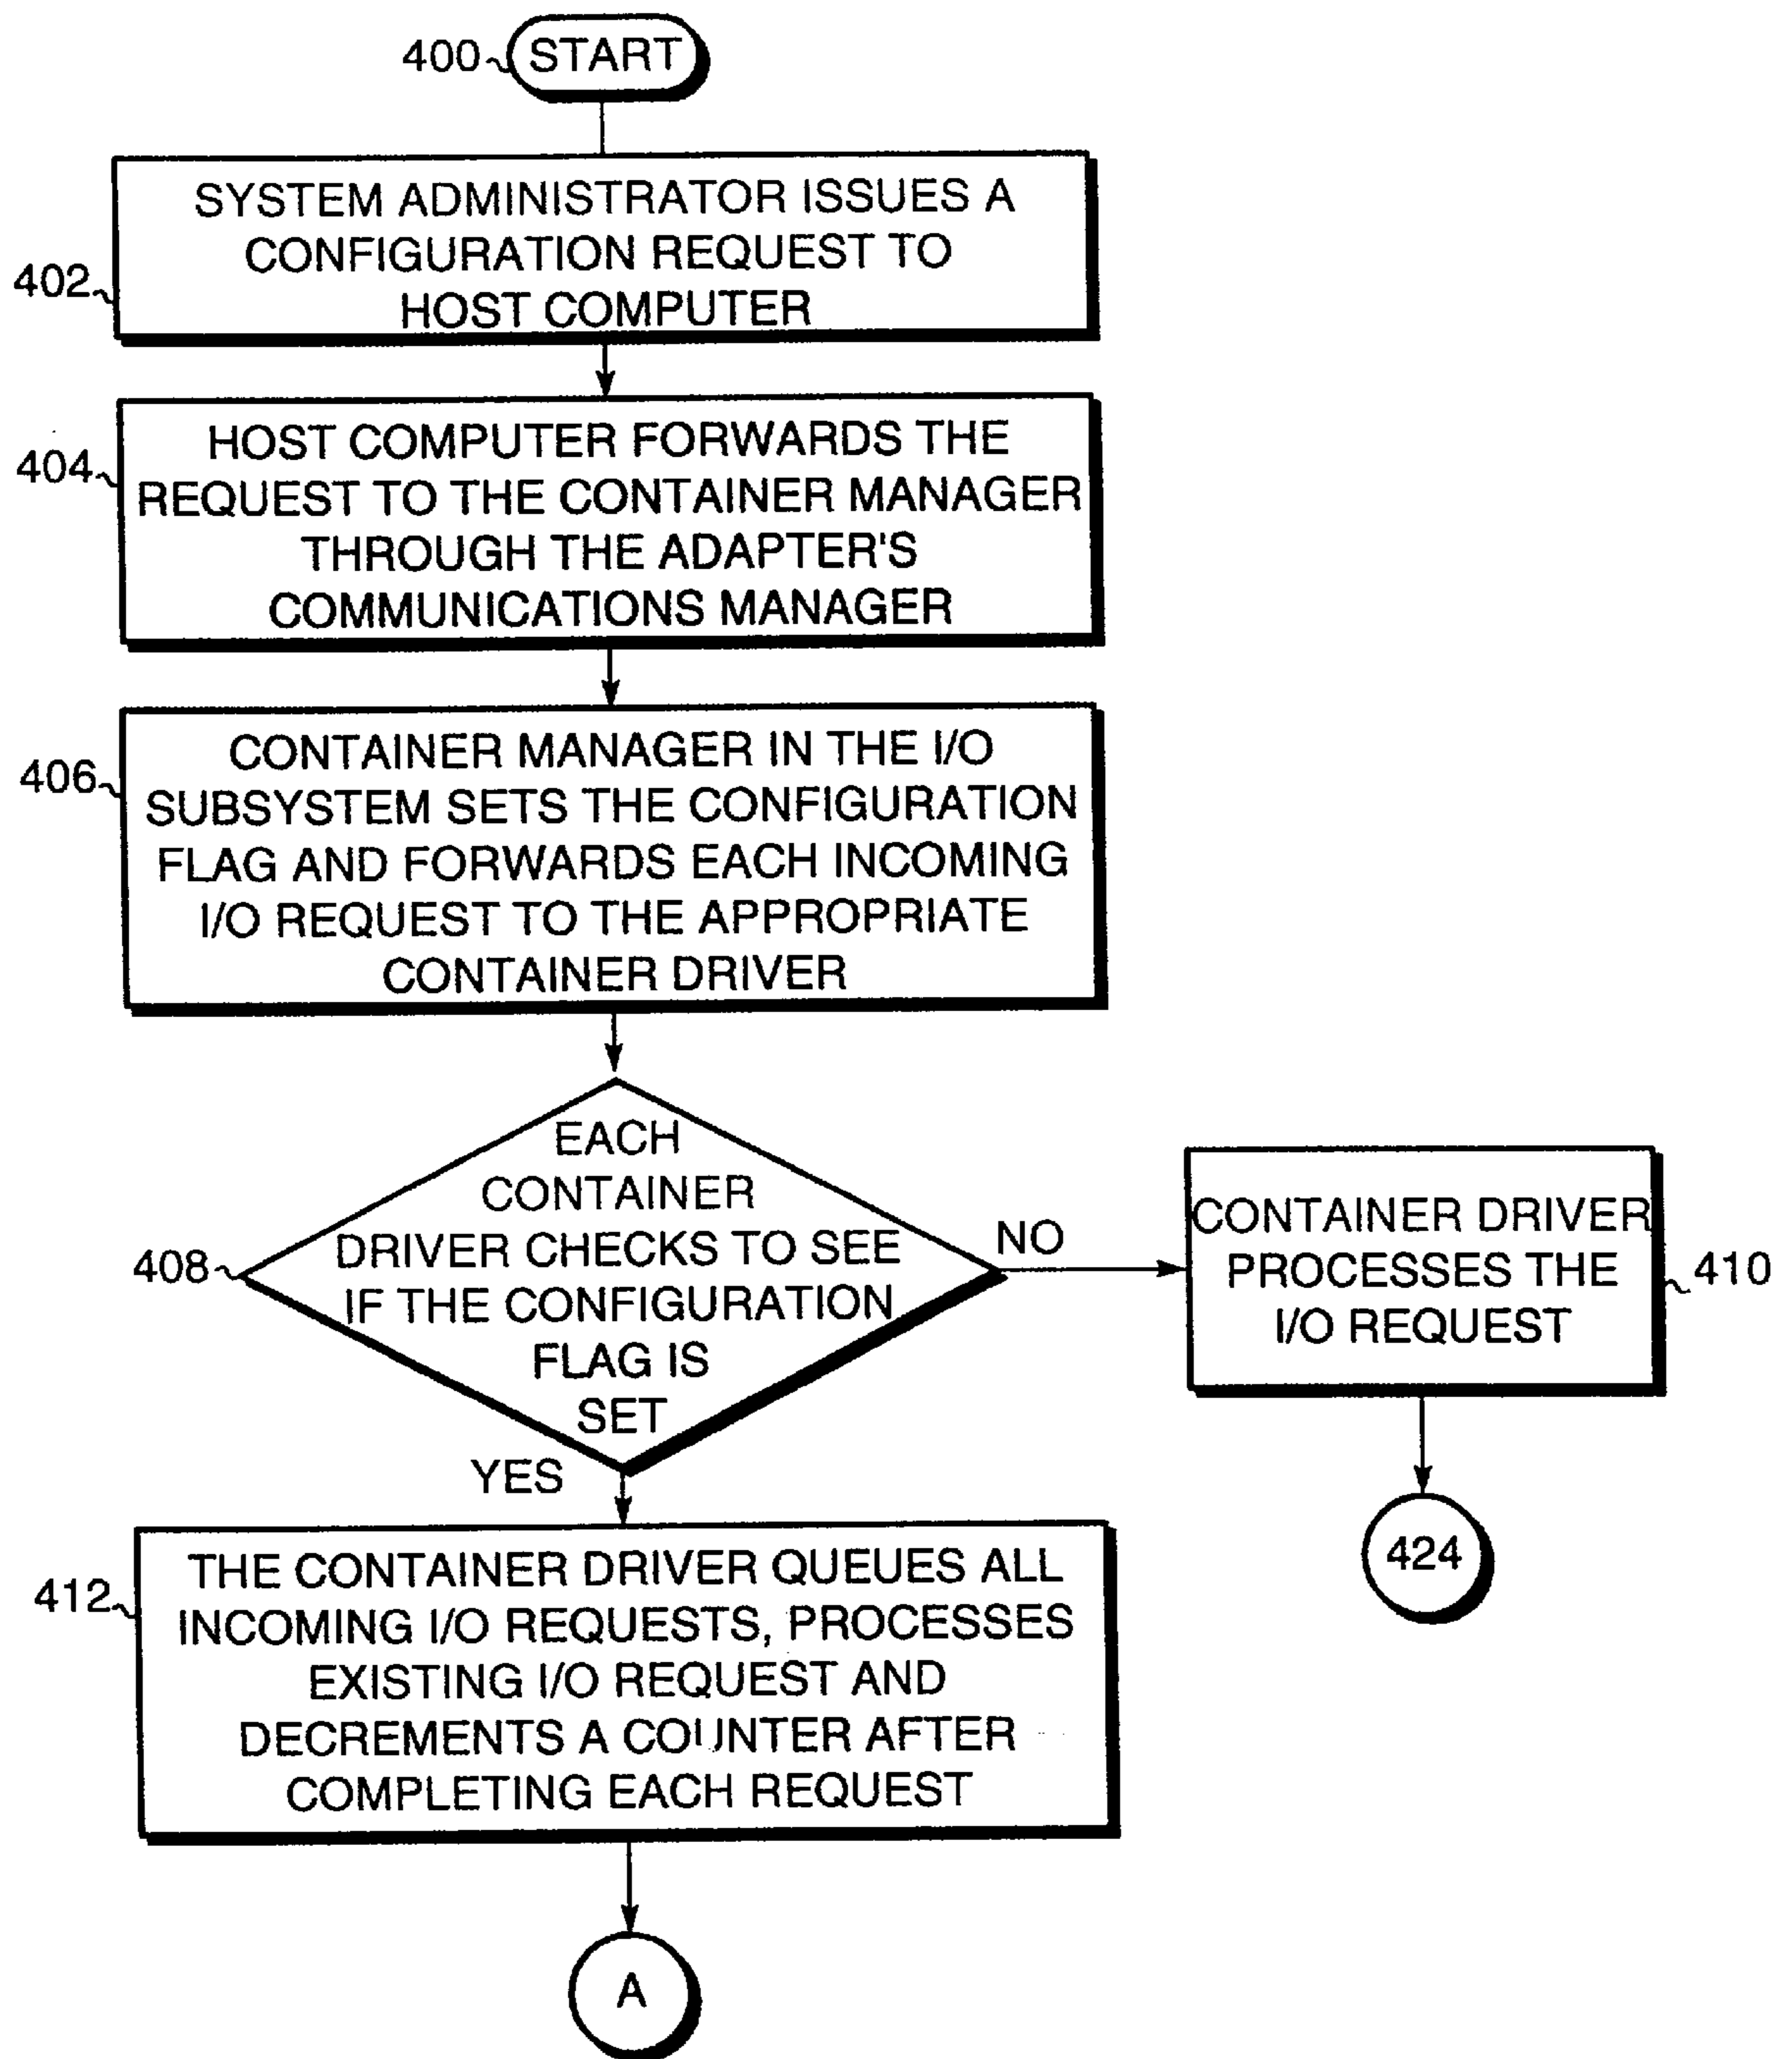 400
START
SYSTEM ADMINISTRATOR ISSUES A
CONFIGURATION REQUEST TO
HOST COMPUTER
402
HOST COMPUTER FORWARDS THE
REQUEST TO THE CONTAINER MANAGER
THROUGH THE ADAPTER'S
COMMUNICATIONS MANAGER
404
CONTAINER MANAGER IN THE I/O
SUBSYSTEM SETS THE CONFIGURATION
FLAG AND FORWARDS EACH INCOMING
I/O REQUEST TO THE APPROPRIATE
CONTAINER DRIVER
406
EACH
CONTAINER
DRIVER CHECKS TO SEE
IF THE CONFIGURATION
FLAG IS
SET
408
NO
CONTAINER DRIVER
PROCESSES THE
I/O REQUEST
410
424
YES
THE CONTAINER DRIVER QUEUES ALL
INCOMING I/O REQUESTS, PROCESSES
EXISTING I/O REQUEST AND
DECREMENTS A COUNTER AFTER
COMPLETING EACH REQUEST
412
A